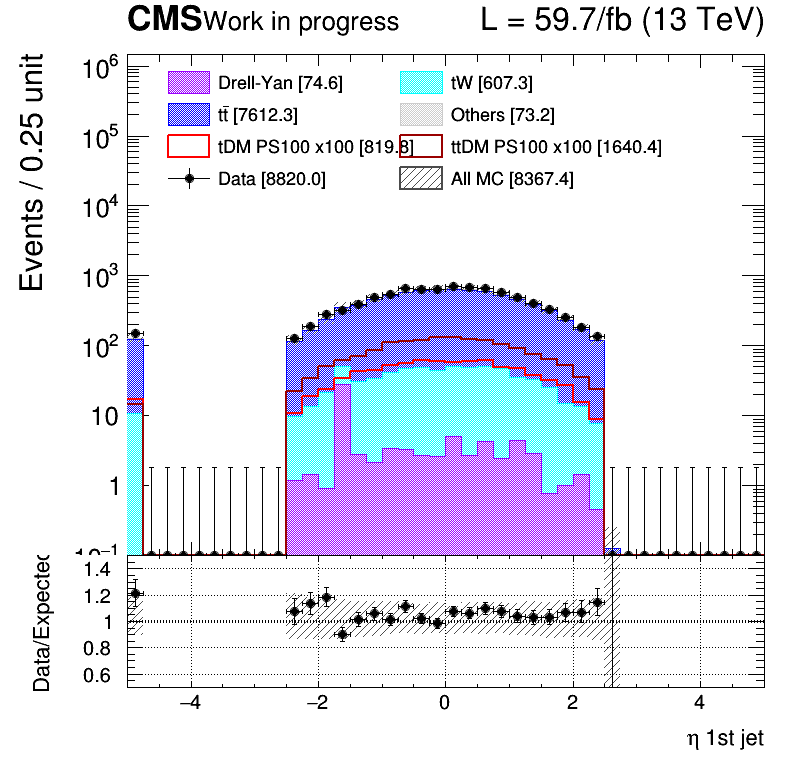 CMS Work in progress L = 59.7/fb (13 TeV)
Events / 0.25 unit
10⁶
10⁵
10⁴
10³
10²
10
1
10⁻¹
Drell-Yan [74.6] tW [607.3]
tt̄ [7612.3] Others [73.2]
tDM PS100 x100 [819.8] ttDM PS100 x100 [1640.4]
Data [8820.0] All MC [8367.4]
Data/Expected
1.4
1.2
1
0.8
0.6
−4 −2 0 2 4
η 1st jet